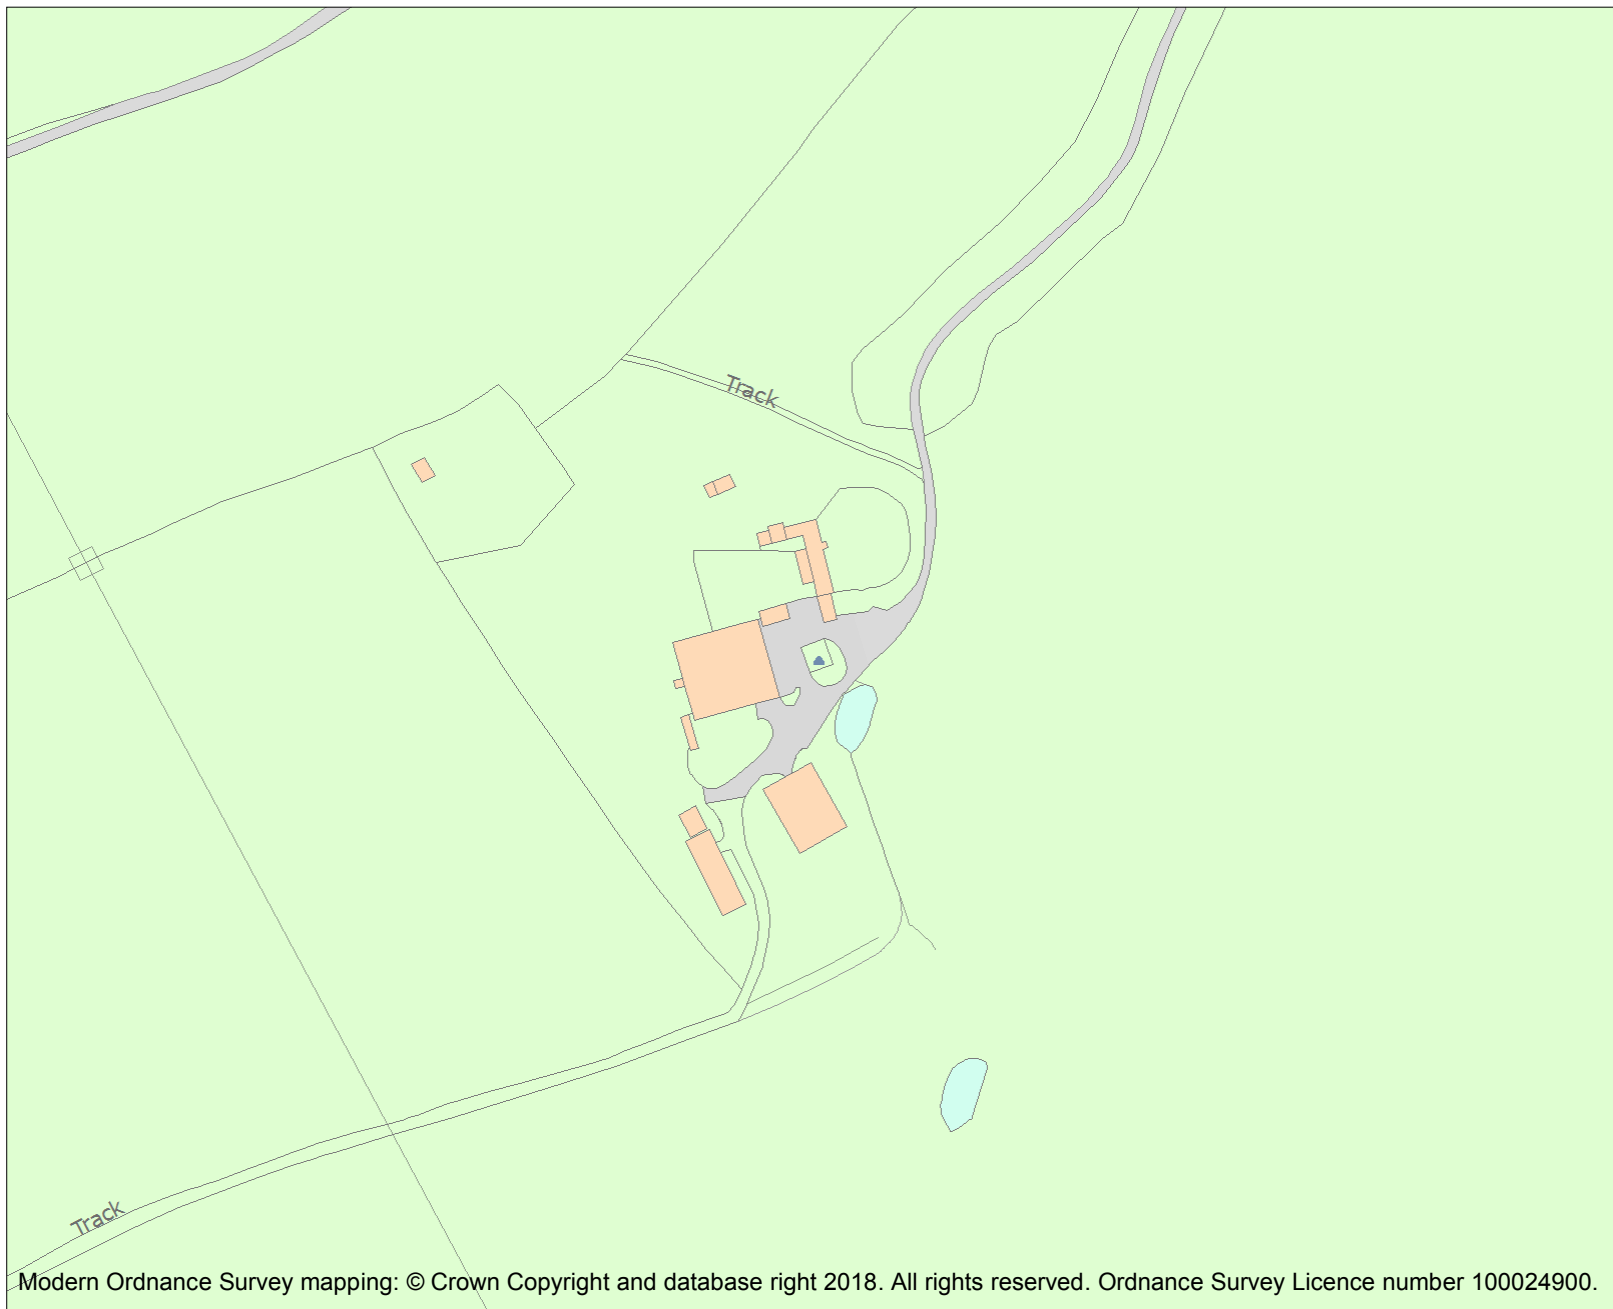 Track
Track
Modern Ordnance Survey mapping: © Crown Copyright and database right 2018. All rights reserved. Ordnance Survey Licence number 100024900.